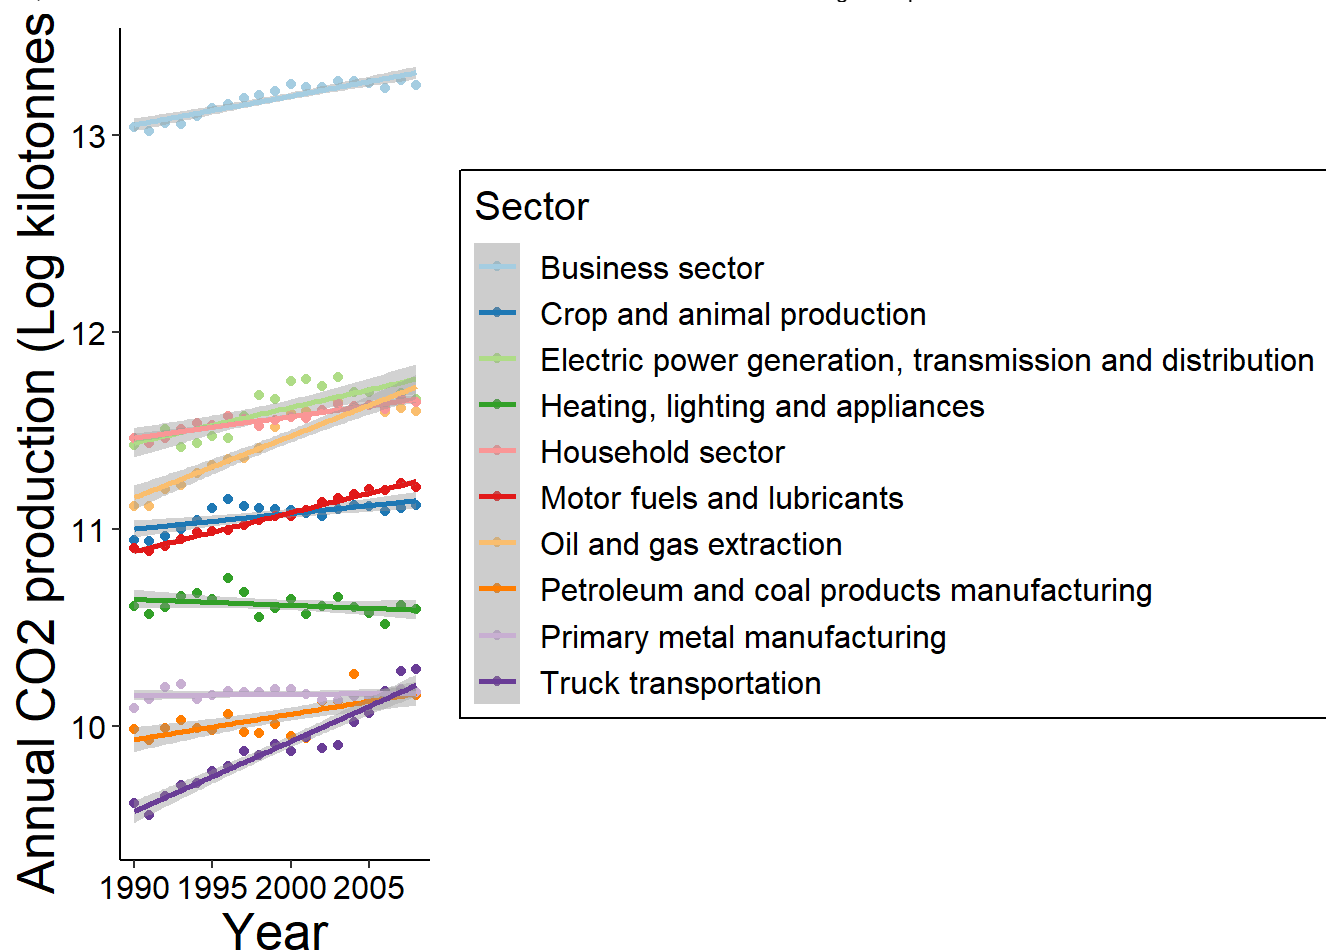 Annual CO2 production (Log kilotonnes
13
12
11
10
1990 1995 2000 2005
Year
Sector
Business sector
Crop and animal production
Electric power generation, transmission and distribution
Heating, lighting and appliances
Household sector
Motor fuels and lubricants
Oil and gas extraction
Petroleum and coal products manufacturing
Primary metal manufacturing
Truck transportation